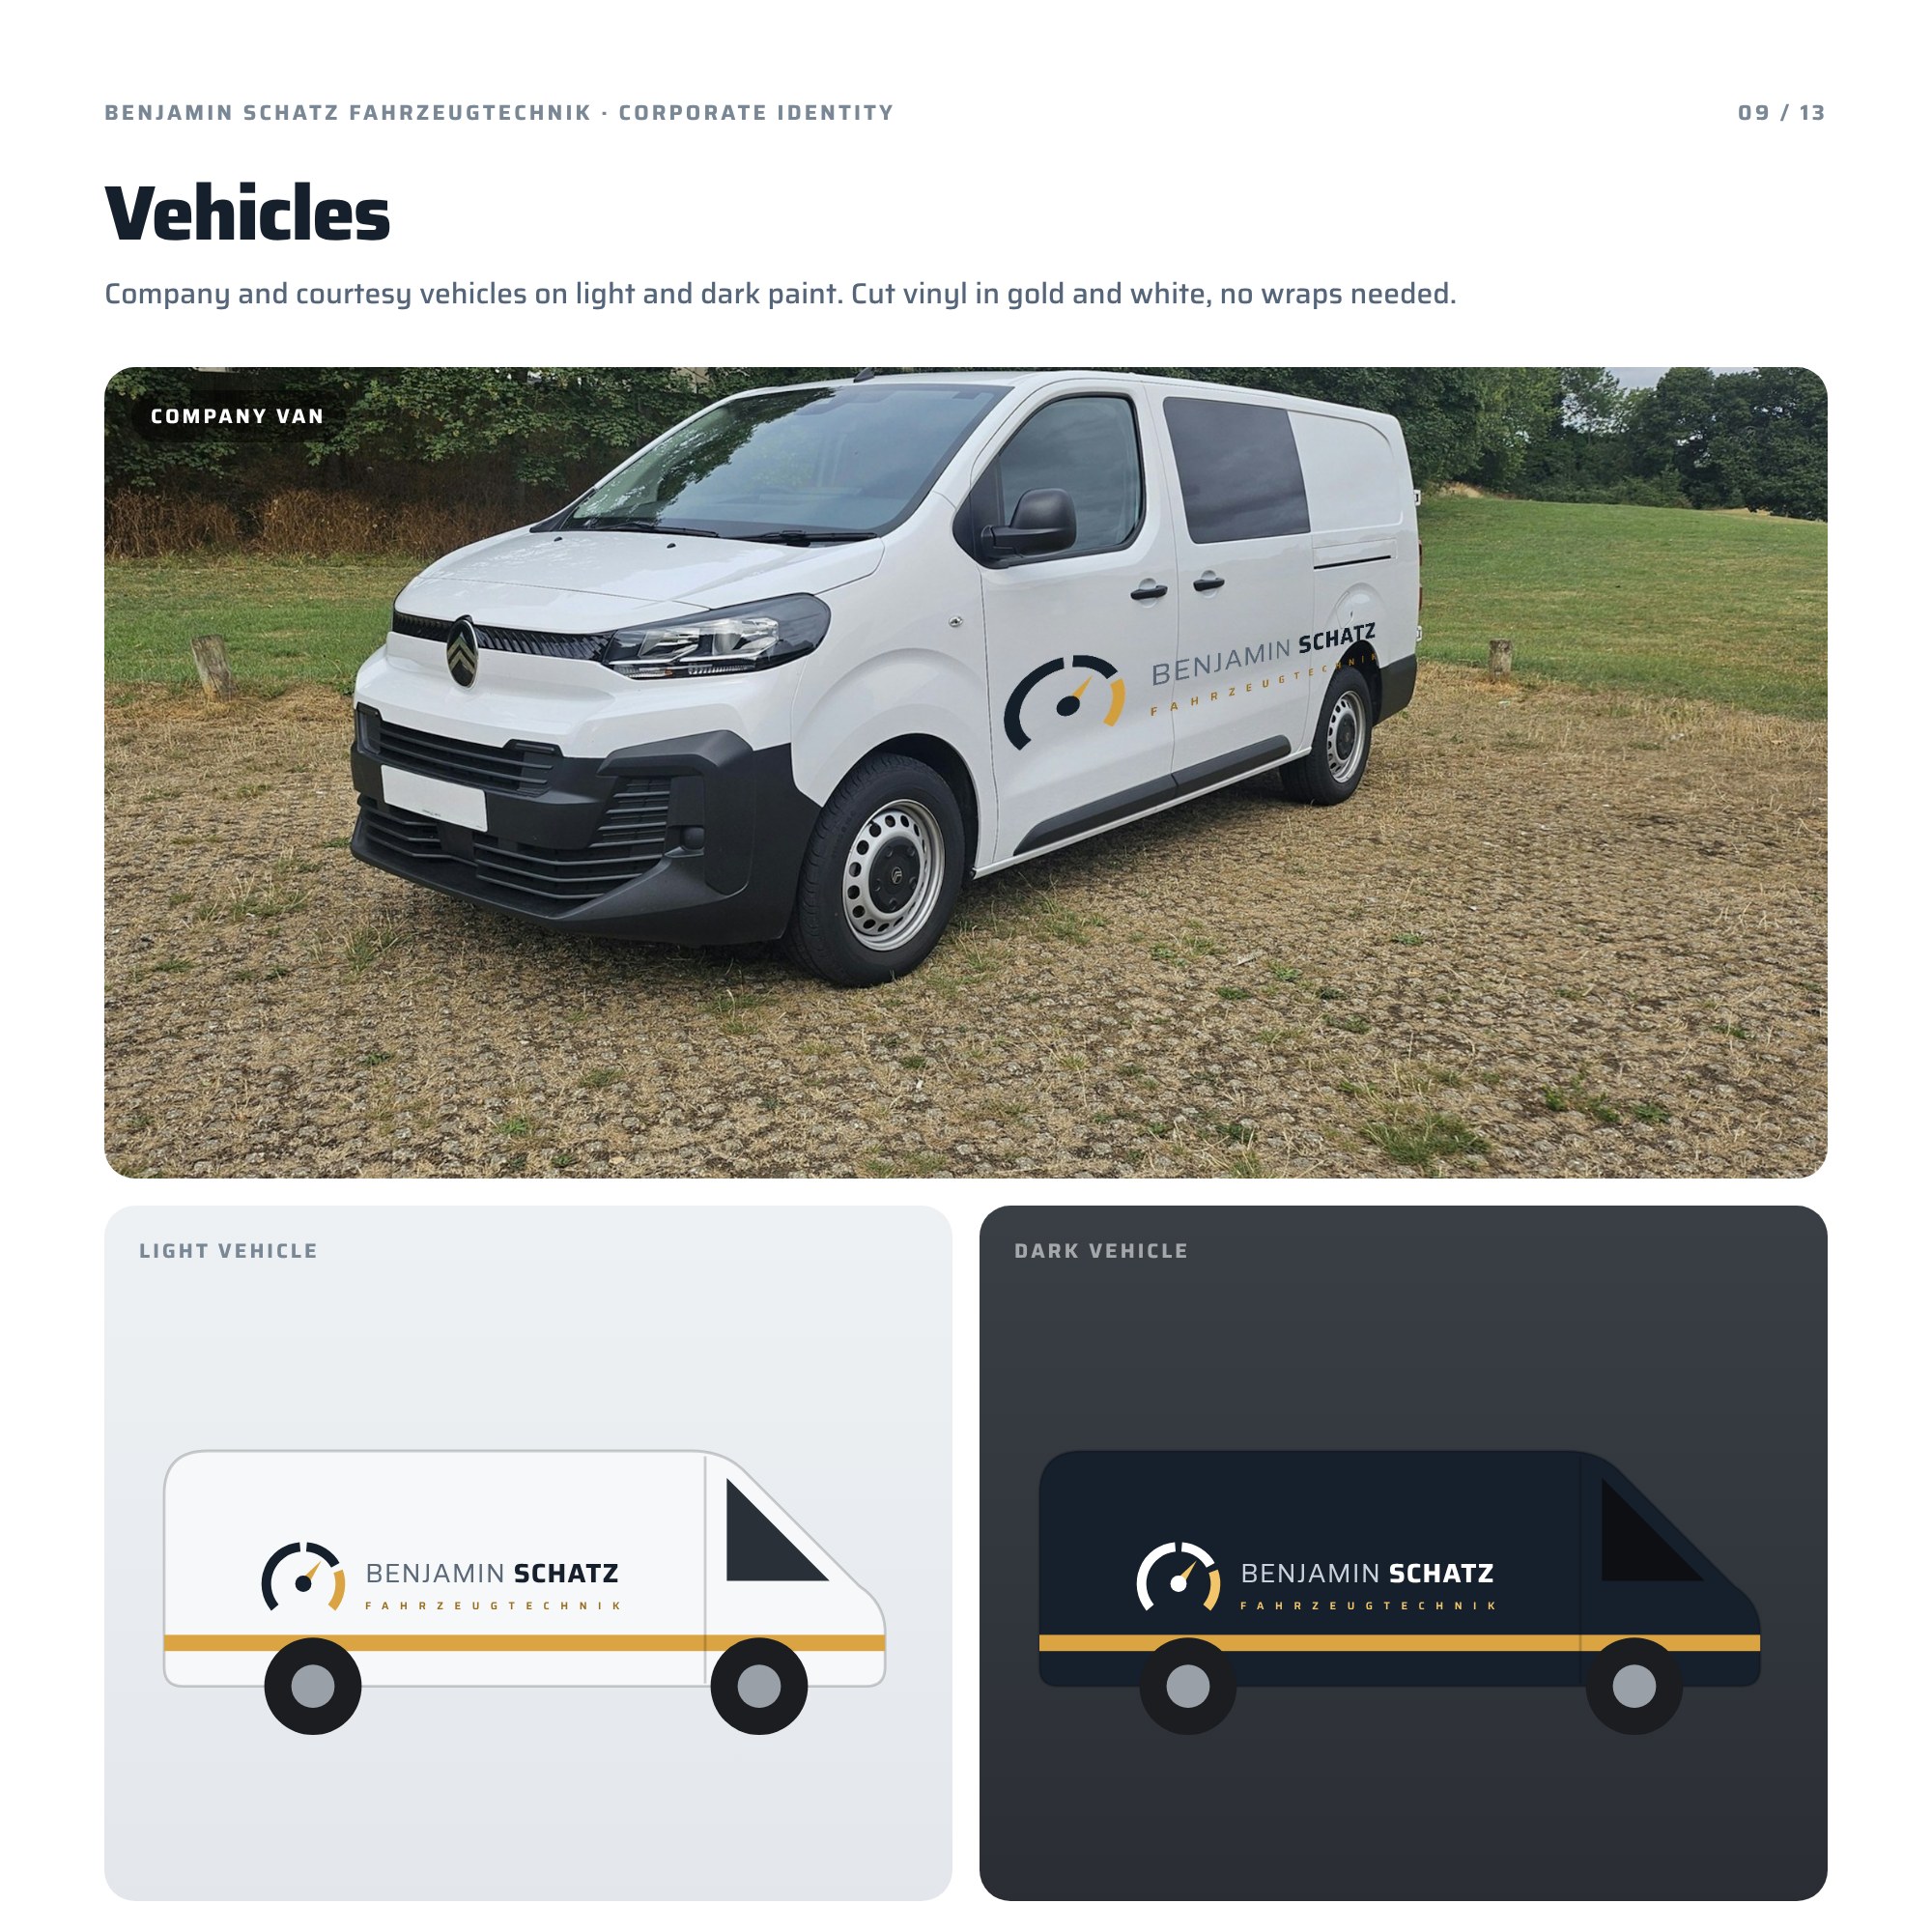 BENJAMIN SCHATZ FAHRZEUGTECHNIK · CORPORATE IDENTITY
09 / 13
Vehicles
Company and courtesy vehicles on light and dark paint. Cut vinyl in gold and white, no wraps needed.
COMPANY VAN
BENJAMIN SCHATZ
FAHRZEUGTECHNIK
LIGHT VEHICLE
BENJAMIN SCHATZ
FAHRZEUGTECHNIK
DARK VEHICLE
BENJAMIN SCHATZ
FAHRZEUGTECHNIK